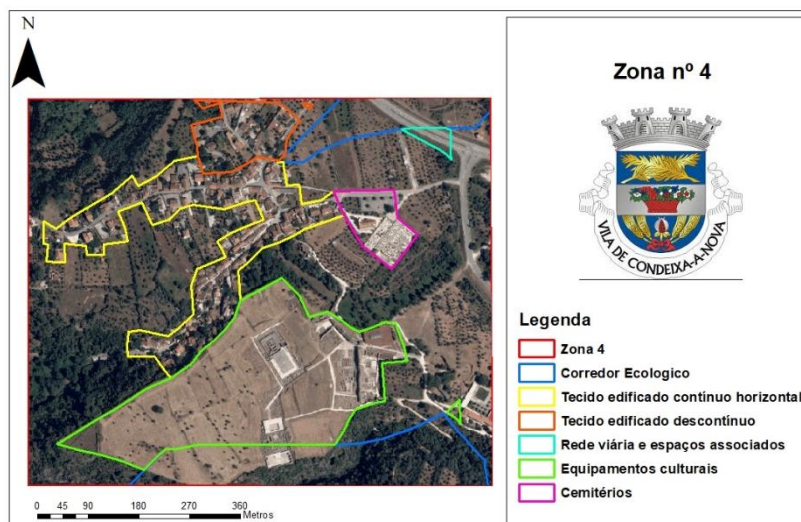 N
Zona nº 4
VILA DE CONDEIXA-A-NOVA
Legenda
Zona 4
Corredor Ecologico
Tecido edificado contínuo horizontal
Tecido edificado descontínuo
Rede viária e espaços associados
Equipamentos culturais
Cemitérios
0 45 90 180 270 360
Metros